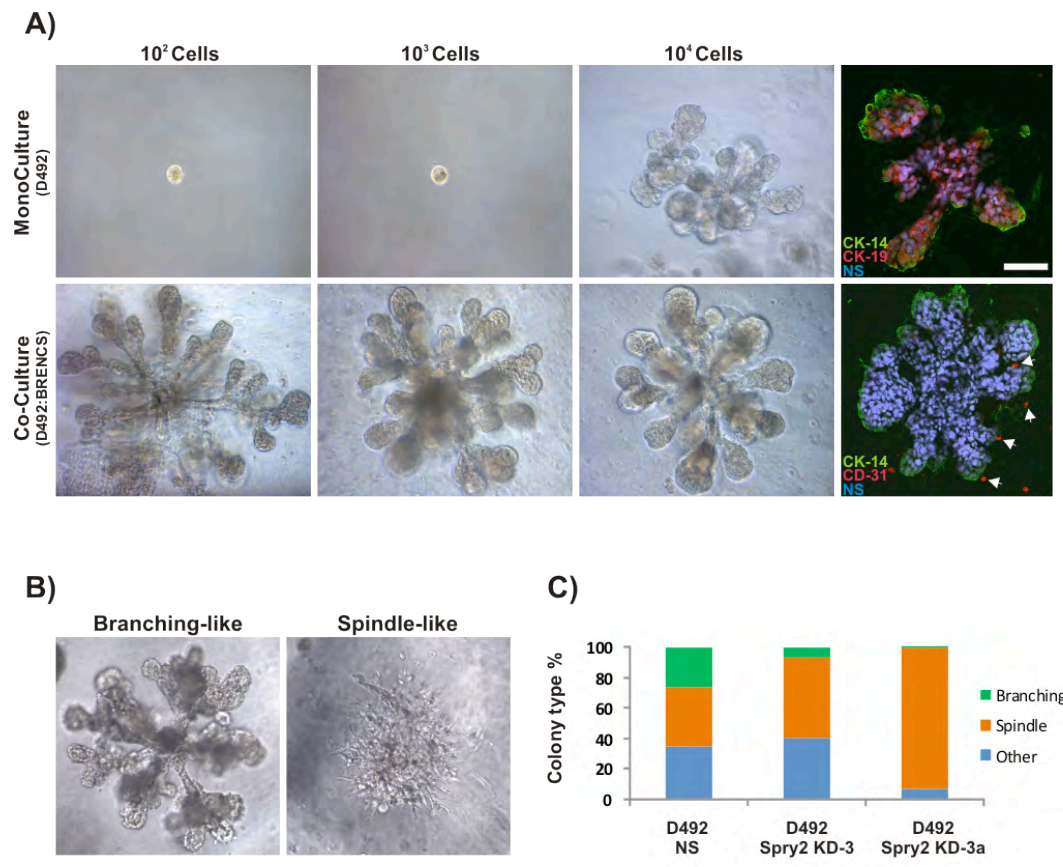 A)
10² Cells
10³ Cells
10⁴ Cells
MonoCulture
(D492)
CK-14
CK-19
NS
Co-Culture
(D492:BRENCS)
CK-14
CD-31
NS
B)
Branching-like
Spindle-like
C)
Colony type %
100
80
60
40
20
0
D492
NS
D492
Spry2 KD-3
D492
Spry2 KD-3a
Branching
Spindle
Other